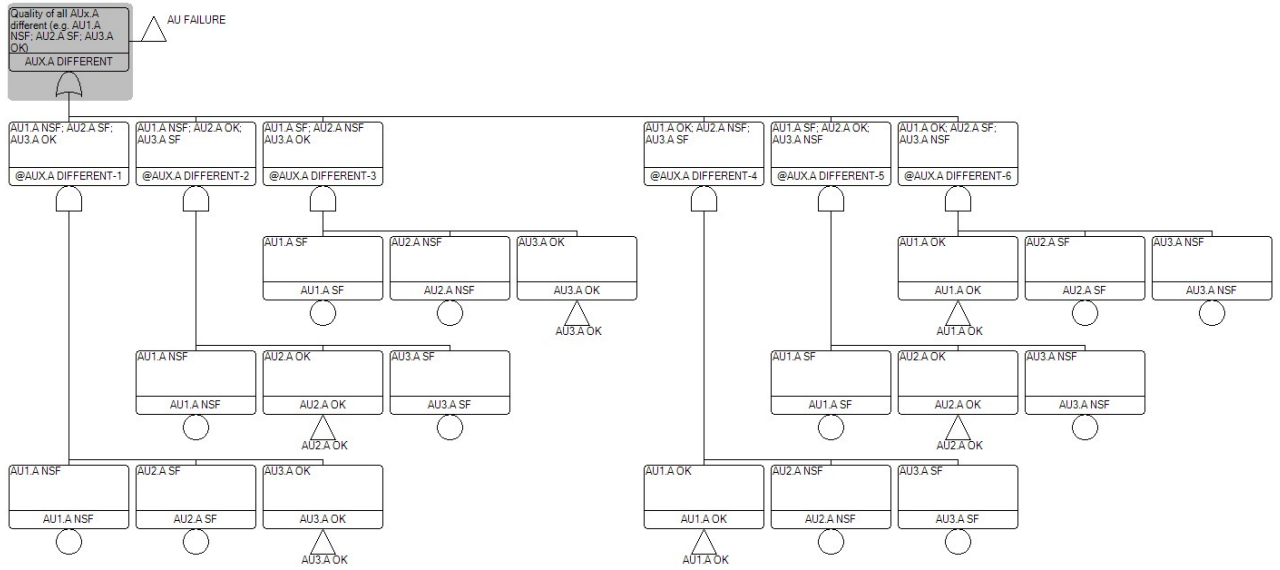 Quality of all AUx.A
different (e.g. AU1.A
NSF; AU2.A SF; AU3.A
OK)
AUX.A DIFFERENT
AU FAILURE
AU1.A NSF; AU2.A SF;
AU3.A OK
@AUX.A DIFFERENT-1
AU1.A NSF; AU2.A OK;
AU3.A SF
@AUX.A DIFFERENT-2
AU1.A SF; AU2.A NSF
AU3.A OK
@AUX.A DIFFERENT-3
AU1.A OK; AU2.A NSF;
AU3.A SF
@AUX.A DIFFERENT-4
AU1.A SF; AU2.A OK;
AU3.A NSF
@AUX.A DIFFERENT-5
AU1.A OK; AU2.A SF;
AU3.A NSF
@AUX.A DIFFERENT-6
AU1.A SF
AU1.A SF
AU2.A NSF
AU2.A NSF
AU3.A OK
AU3.A OK
AU3.A OK
AU1.A OK
AU1.A OK
AU1.A OK
AU2.A SF
AU2.A SF
AU3.A NSF
AU3.A NSF
AU1.A NSF
AU1.A NSF
AU2.A OK
AU2.A OK
AU2.A OK
AU3.A SF
AU3.A SF
AU1.A SF
AU1.A SF
AU2.A OK
AU2.A OK
AU2.A OK
AU3.A NSF
AU3.A NSF
AU1.A NSF
AU1.A NSF
AU2.A SF
AU2.A SF
AU3.A OK
AU3.A OK
AU3.A OK
AU1.A OK
AU1.A OK
AU1.A OK
AU2.A NSF
AU2.A NSF
AU3.A SF
AU3.A SF